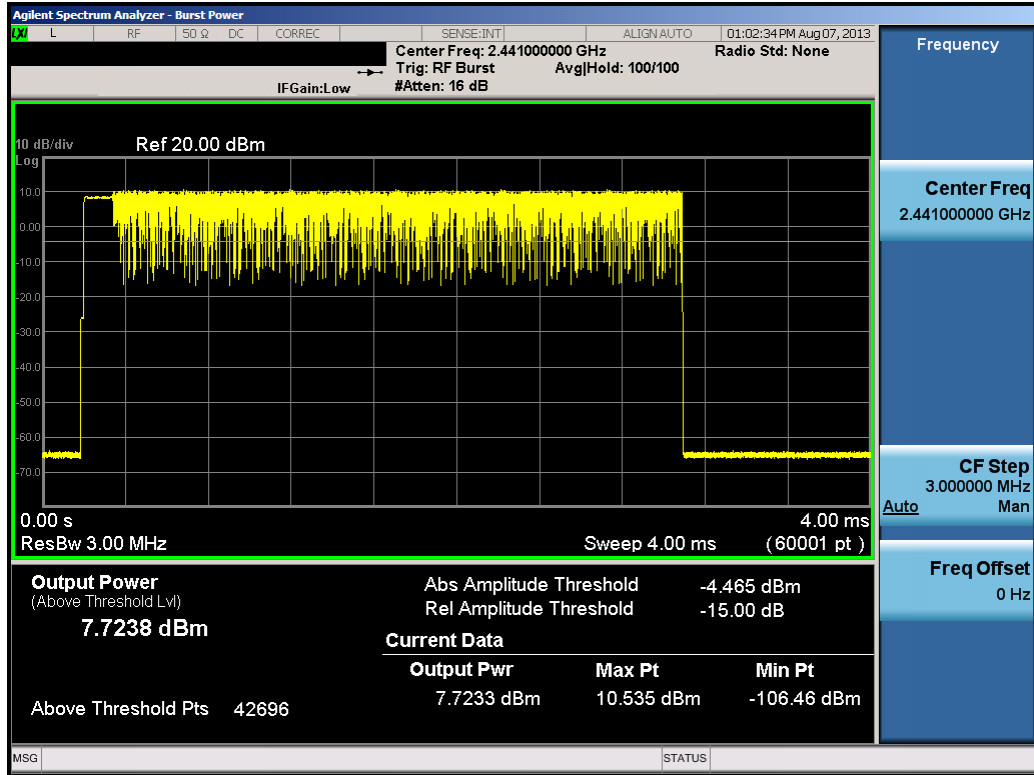 Agilent Spectrum Analyzer - Burst Power
LXI L RF 50 Ω DC CORREC SENSE:INT ALIGN AUTO 01:02:34 PM Aug 07, 2013
Center Freq: 2.441000000 GHz Radio Std: None
Trig: RF Burst Avg|Hold: 100/100
IFGain:Low #Atten: 16 dB
10 dB/div Ref 20.00 dBm
Log
10.0
0.00
-10.0
-20.0
-30.0
-40.0
-50.0
-60.0
-70.0
0.00 s 4.00 ms
ResBw 3.00 MHz Sweep 4.00 ms (60001 pt )
Output Power
(Above Threshold Lvl)
7.7238 dBm
Above Threshold Pts 42696
Abs Amplitude Threshold -4.465 dBm
Rel Amplitude Threshold -15.00 dB
Current Data
Output Pwr Max Pt Min Pt
7.7233 dBm 10.535 dBm -106.46 dBm
MSG STATUS
Frequency
Center Freq
2.441000000 GHz
CF Step
3.000000 MHz
Auto Man
Freq Offset
0 Hz